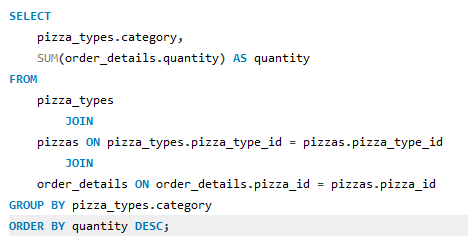 SELECT
    pizza_types.category,
    SUM(order_details.quantity) AS quantity
FROM
    pizza_types
        JOIN
    pizzas ON pizza_types.pizza_type_id = pizzas.pizza_type_id
        JOIN
    order_details ON order_details.pizza_id = pizzas.pizza_id
GROUP BY pizza_types.category
ORDER BY quantity DESC;